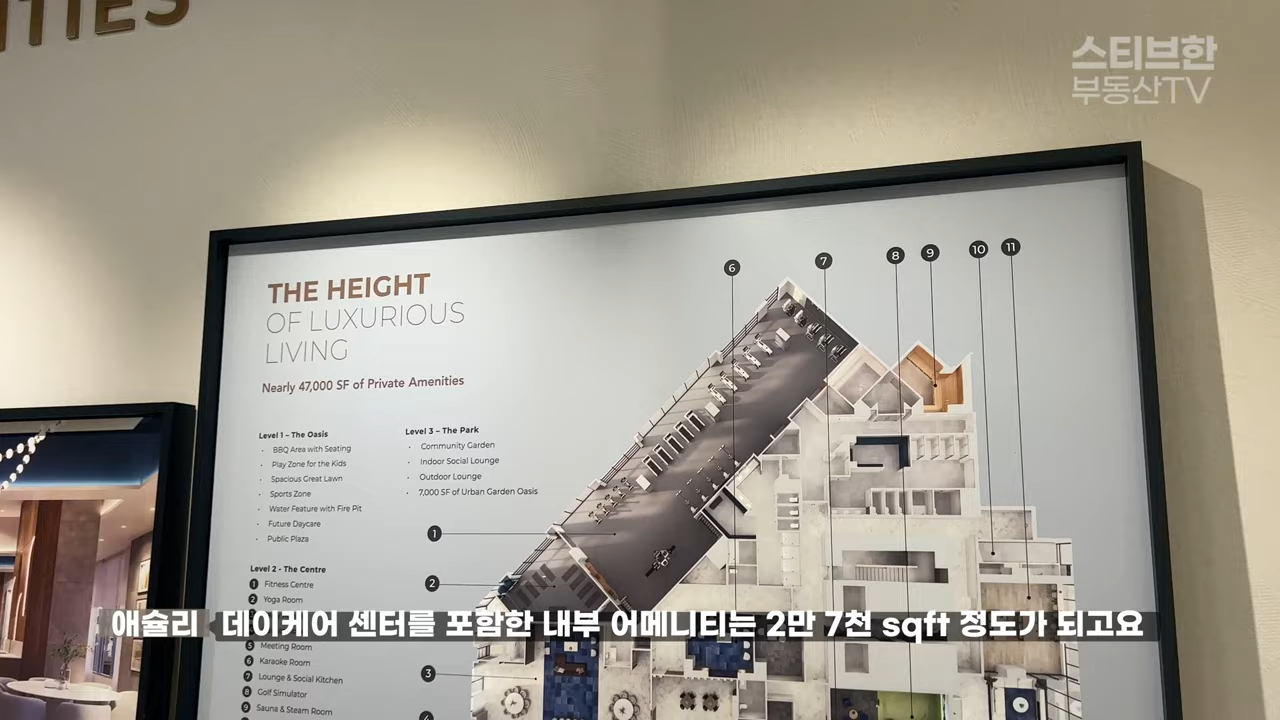 ITIES
스티브한
부동산TV
THE HEIGHT
OF LUXURIOUS
LIVING
Nearly 47,000 SF of Private Amenities
Level 1 – The Oasis
• BBQ Area with Seating
• Play Zone for the Kids
• Spacious Great Lawn
• Sports Zone
• Water Feature with Fire Pit
• Future Daycare
• Public Plaza
Level 3 – The Park
• Community Garden
• Indoor Social Lounge
• Outdoor Lounge
• 7,000 SF of Urban Garden Oasis
Level 2 - The Centre
1 Fitness Centre
2 Yoga Room
5 Meeting Room
6 Karaoke Room
7 Lounge & Social Kitchen
8 Golf Simulator
9 Sauna & Steam Room
6 7 8 9 10 11
1
2
3
4
애슐리 데이케어 센터를 포함한 내부 어메니티는 2만 7천 sqft 정도가 되고요